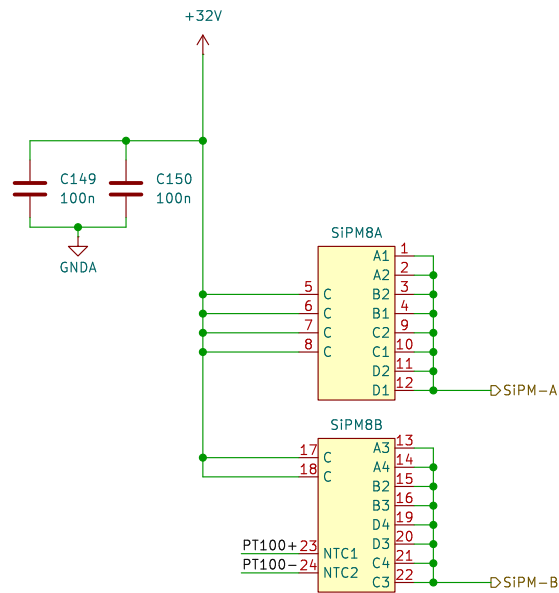 +32V
C149
100n
C150
100n
GNDA
SiPM8A
A1 1
A2 2
5 C B2 3
6 C B1 4
7 C C2 9
8 C C1 10
D2 11
D1 12
SiPM-A
SiPM8B
A3 13
17 C A4 14
18 C B2 15
B3 16
D4 19
D3 20
PT100+ 23 NTC1 C4 21
PT100- 24 NTC2 C3 22
SiPM-B